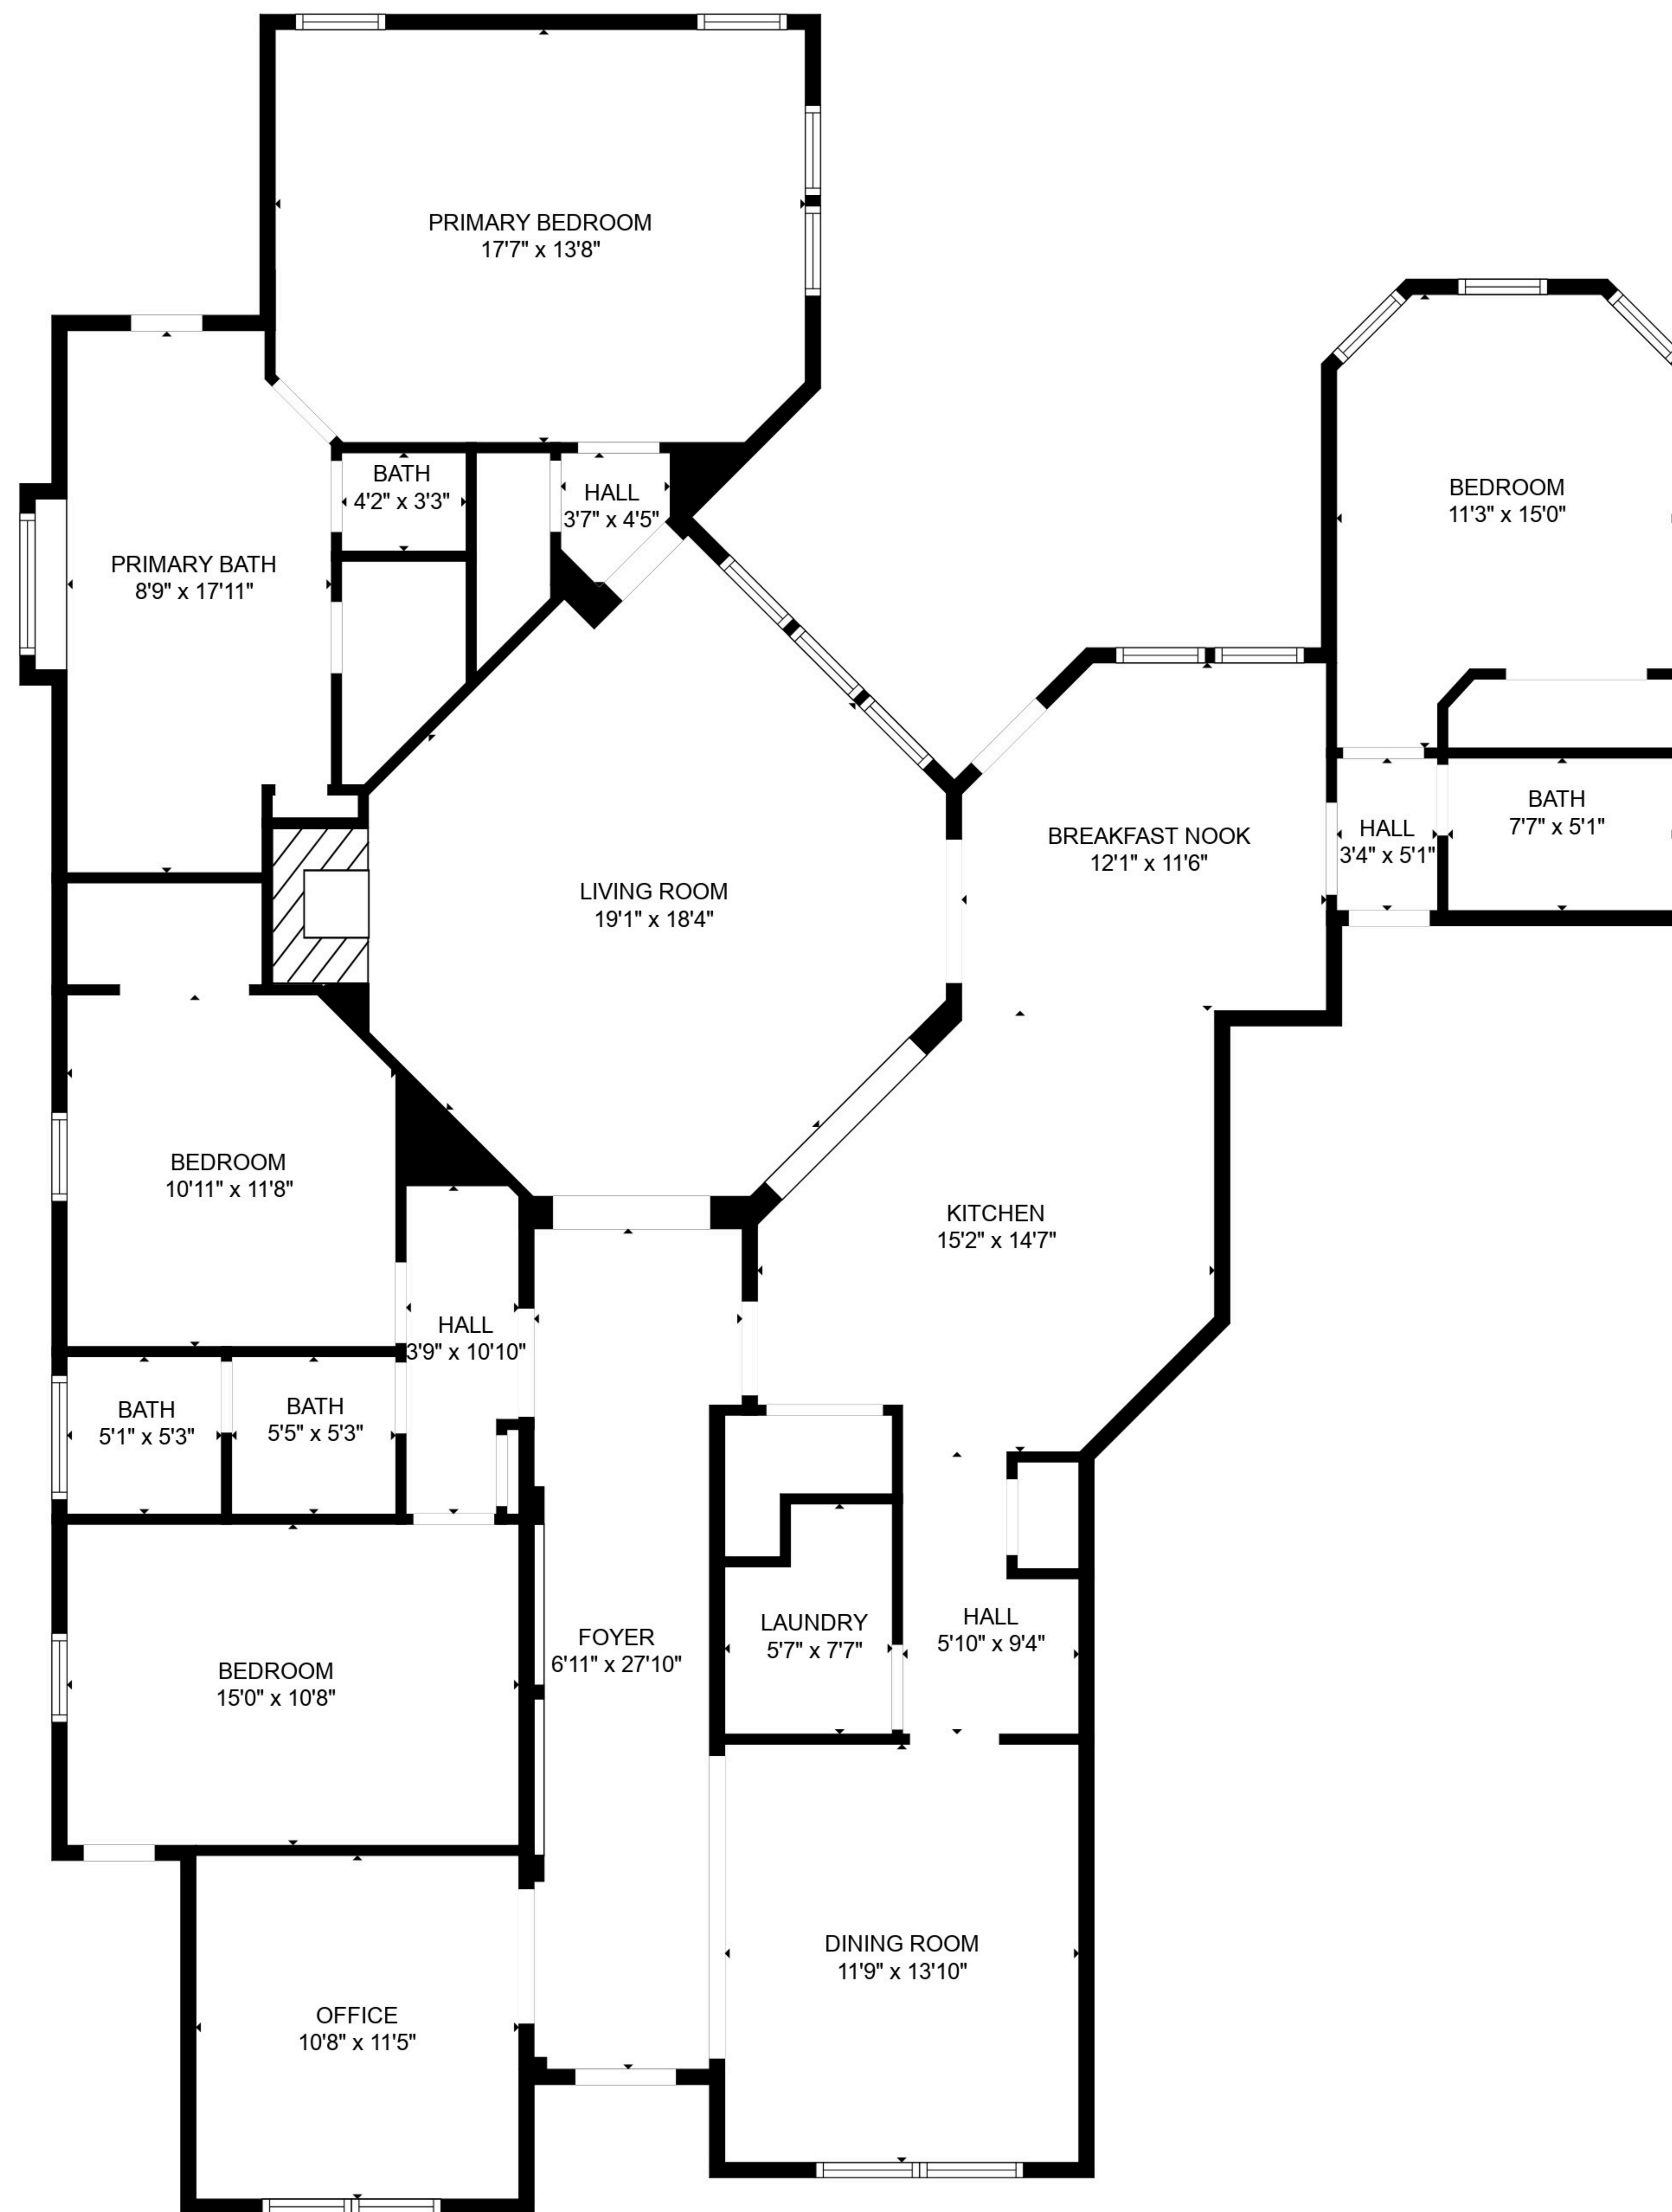 PRIMARY BEDROOM
17'7" x 13'8"
BATH
4'2" x 3'3"
HALL
3'7" x 4'5"
BEDROOM
11'3" x 15'0"
PRIMARY BATH
8'9" x 17'11"
BATH
7'7" x 5'1"
HALL
3'4" x 5'1"
BREAKFAST NOOK
12'1" x 11'6"
LIVING ROOM
19'1" x 18'4"
BEDROOM
10'11" x 11'8"
KITCHEN
15'2" x 14'7"
HALL
3'9" x 10'10"
BATH
5'1" x 5'3"
BATH
5'5" x 5'3"
LAUNDRY
5'7" x 7'7"
HALL
5'10" x 9'4"
FOYER
6'11" x 27'10"
BEDROOM
15'0" x 10'8"
DINING ROOM
11'9" x 13'10"
OFFICE
10'8" x 11'5"